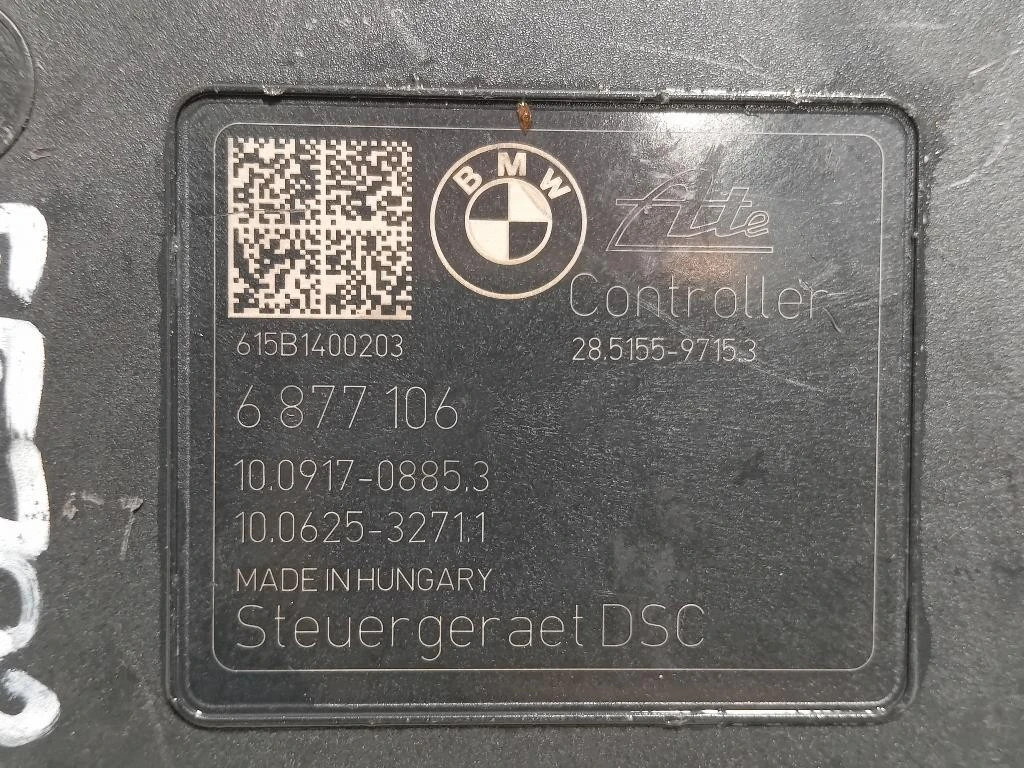 BMW
Ate
Controller
615B1400203
28.5155-9715.3
6 877 106
10.0917-0885.3
10.0625-3271.1
MADE IN HUNGARY
Steuergeraet DSC